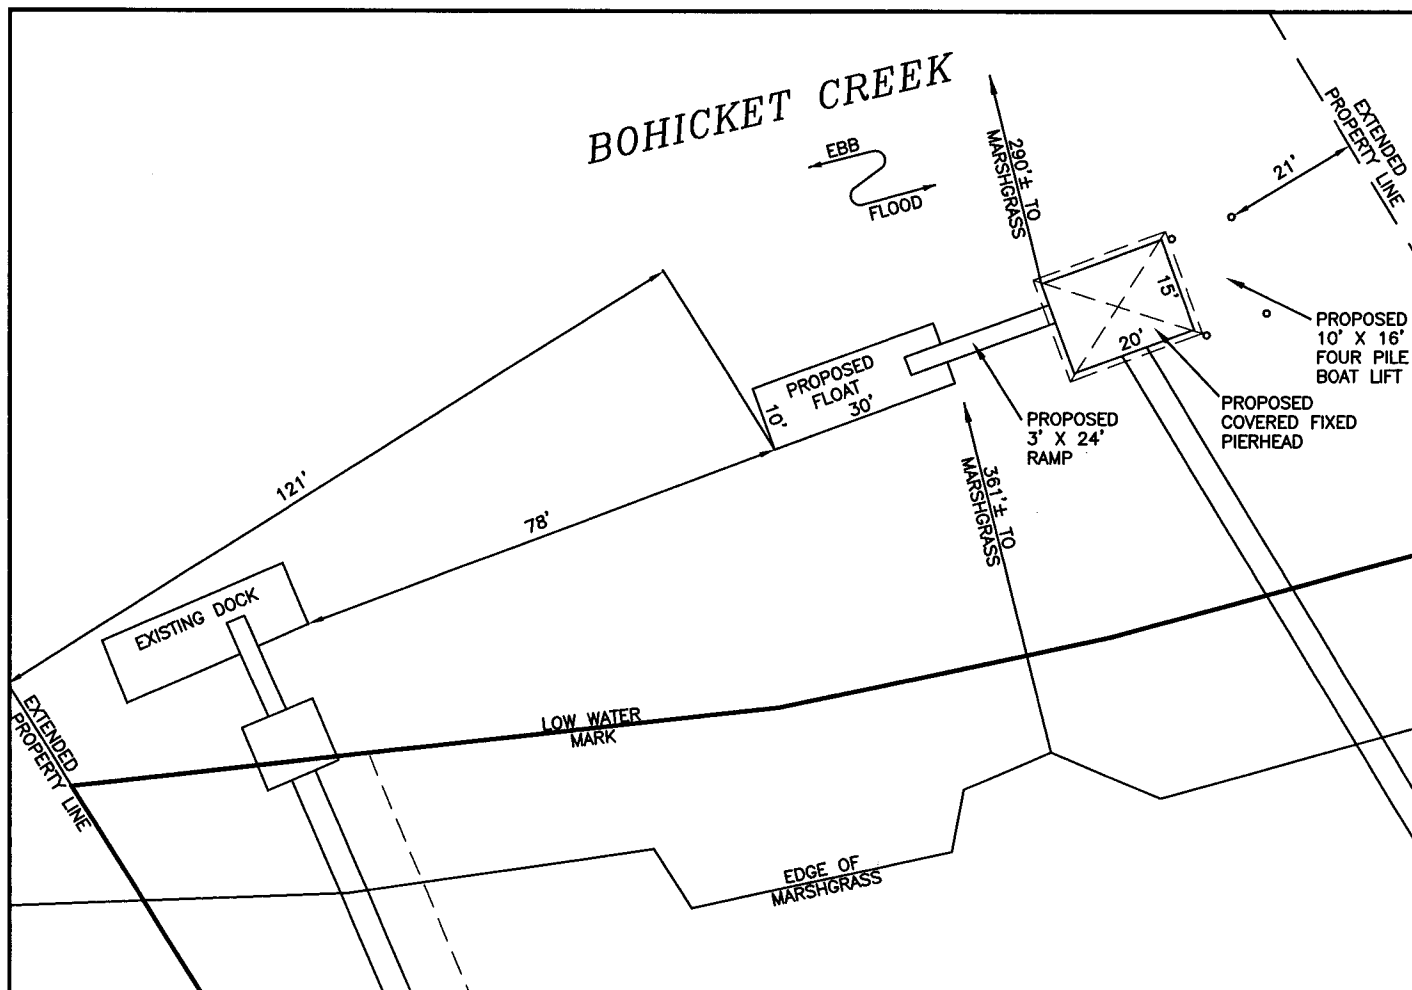 BOHICKET CREEK
EBB
FLOOD
290'± TO
MARSHGRASS
EXTENDED
PROPERTY LINE
21'
15'
20'
PROPOSED
10' X 16'
FOUR PILE
BOAT LIFT
PROPOSED
COVERED FIXED
PIERHEAD
PROPOSED
3' X 24'
RAMP
PROPOSED
FLOAT
10'
30'
361'± TO
MARSHGRASS
121'
78'
EXISTING DOCK
EXTENDED
PROPERTY LINE
LOW WATER
MARK
EDGE OF
MARSHGRASS